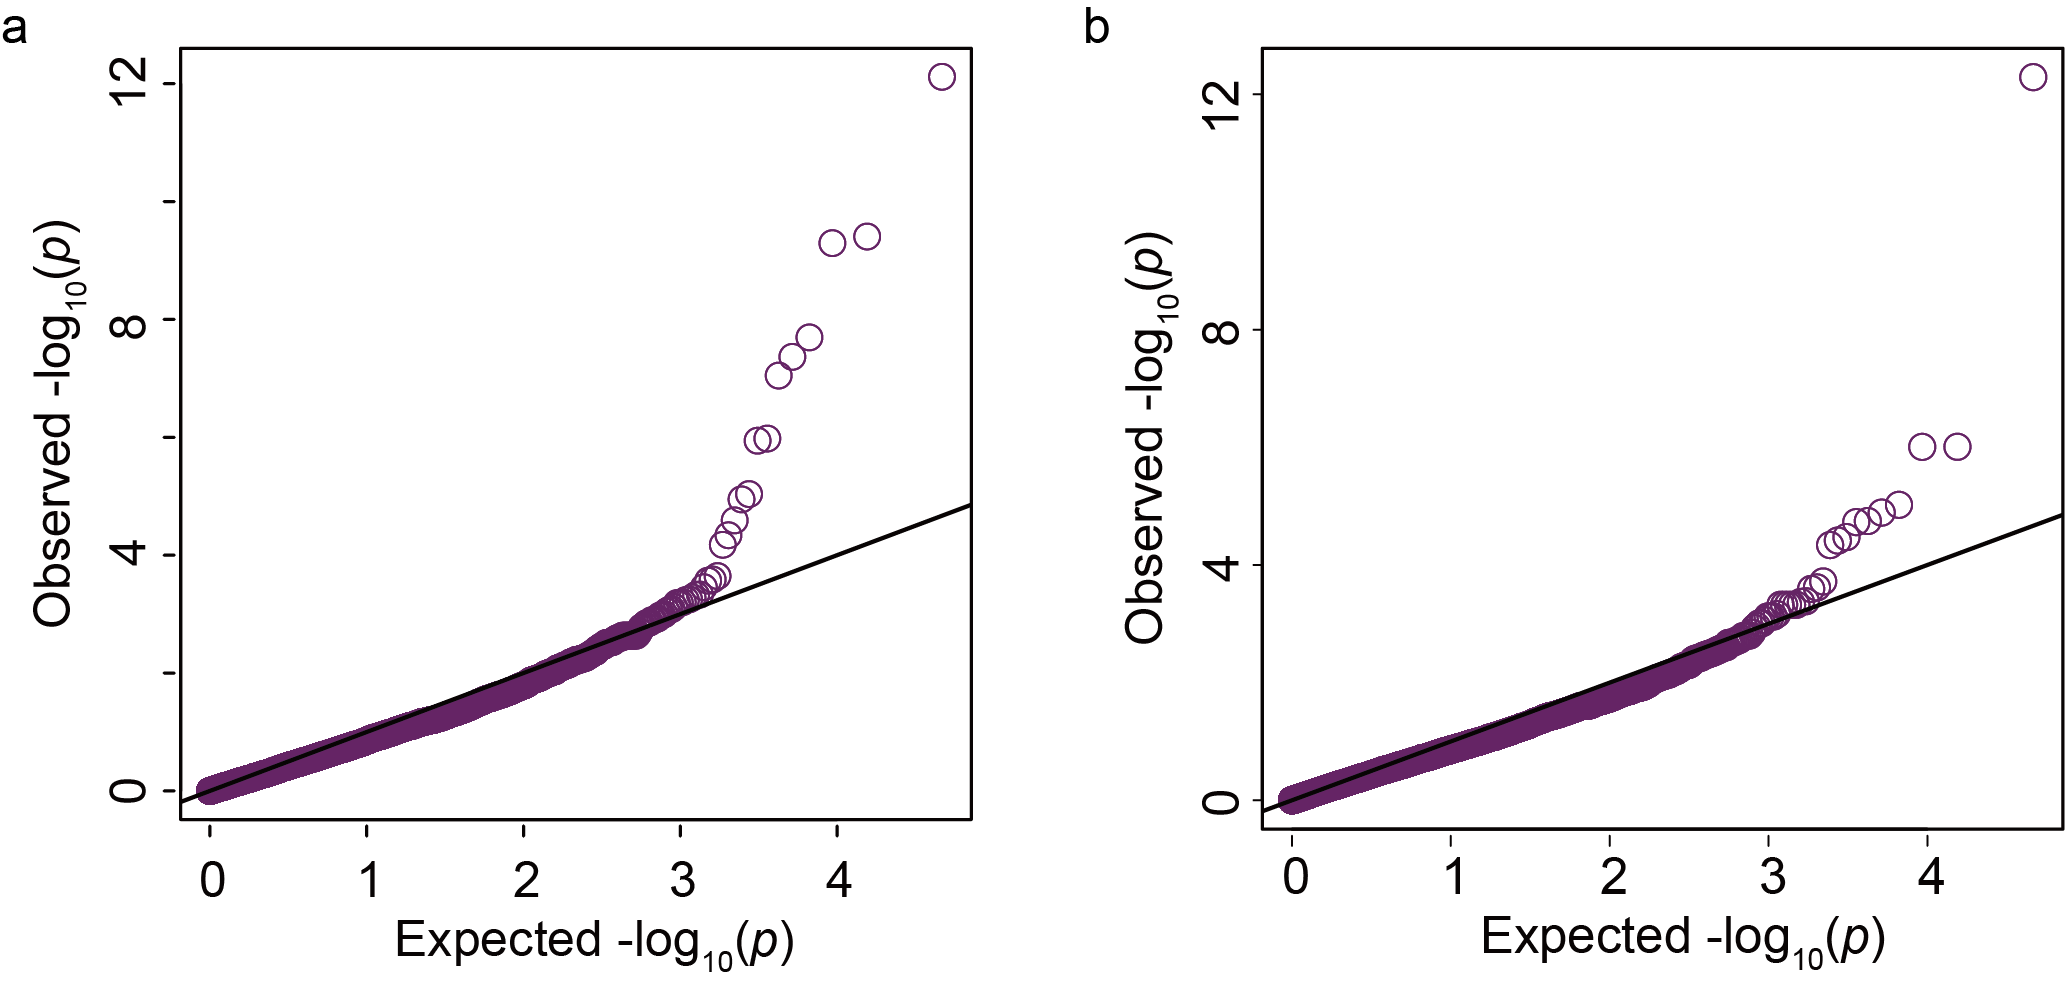 a
12
8
4
0
Observed -log10(p)
0 1 2 3 4
Expected -log10(p)
b
12
8
4
0
Observed -log10(p)
0 1 2 3 4
Expected -log10(p)